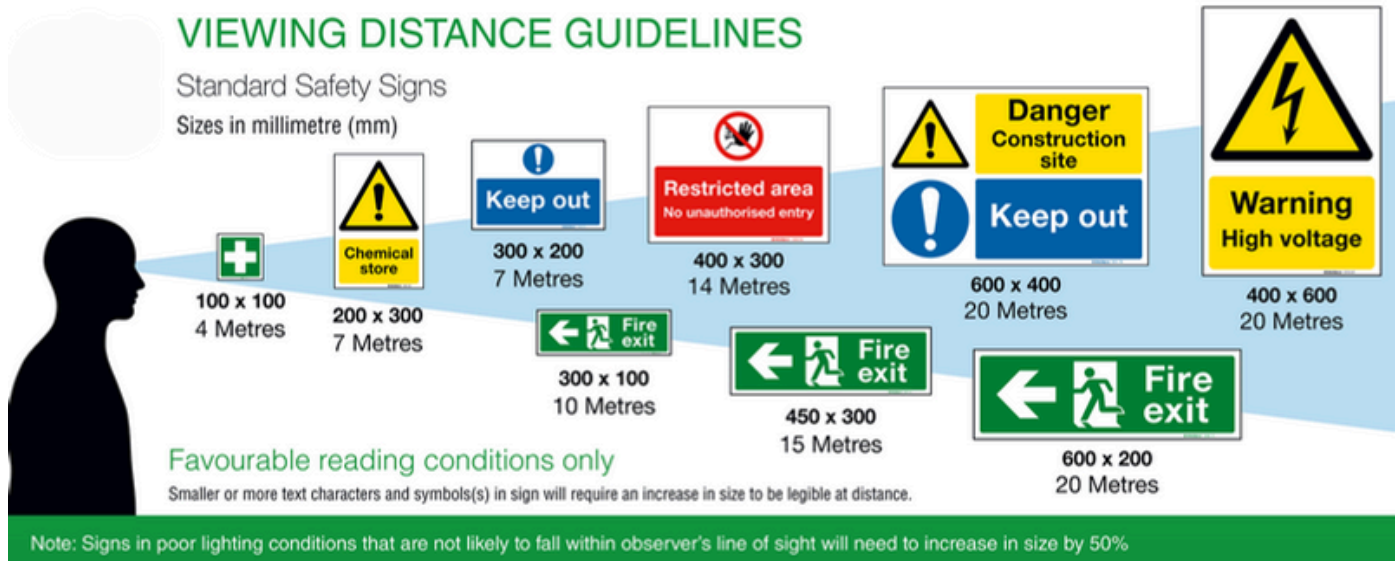 VIEWING DISTANCE GUIDELINES
Standard Safety Signs
Sizes in millimetre (mm)
100 x 100
4 Metres
Chemical
store
200 x 300
7 Metres
Keep out
300 x 200
7 Metres
Restricted area
No unauthorised entry
400 x 300
14 Metres
Danger
Construction
site
Keep out
600 x 400
20 Metres
Warning
High voltage
400 x 600
20 Metres
Fire
exit
300 x 100
10 Metres
Fire
exit
450 x 300
15 Metres
Fire
exit
600 x 200
20 Metres
Favourable reading conditions only
Smaller or more text characters and symbols(s) in sign will require an increase in size to be legible at distance.
Note: Signs in poor lighting conditions that are not likely to fall within observer's line of sight will need to increase in size by 50%